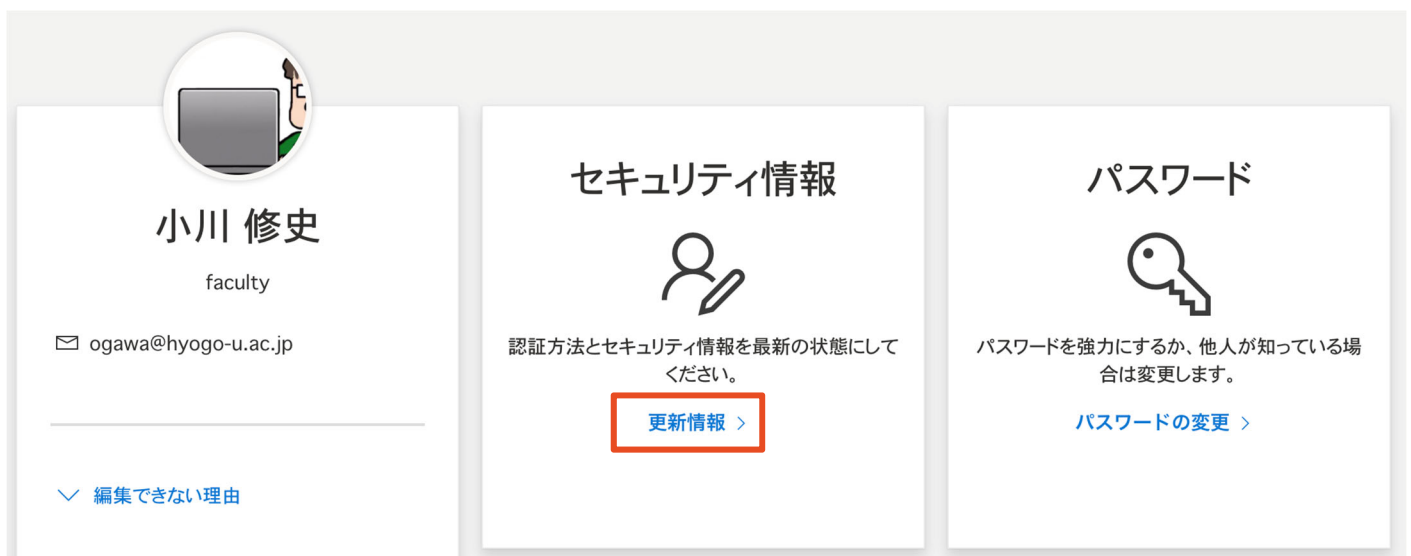 小川 修史
faculty
ogawa@hyogo-u.ac.jp
編集できない理由
セキュリティ情報
認証方法とセキュリティ情報を最新の状態にして
ください。
更新情報
パスワード
パスワードを強力にするか、他人が知っている場
合は変更します。
パスワードの変更